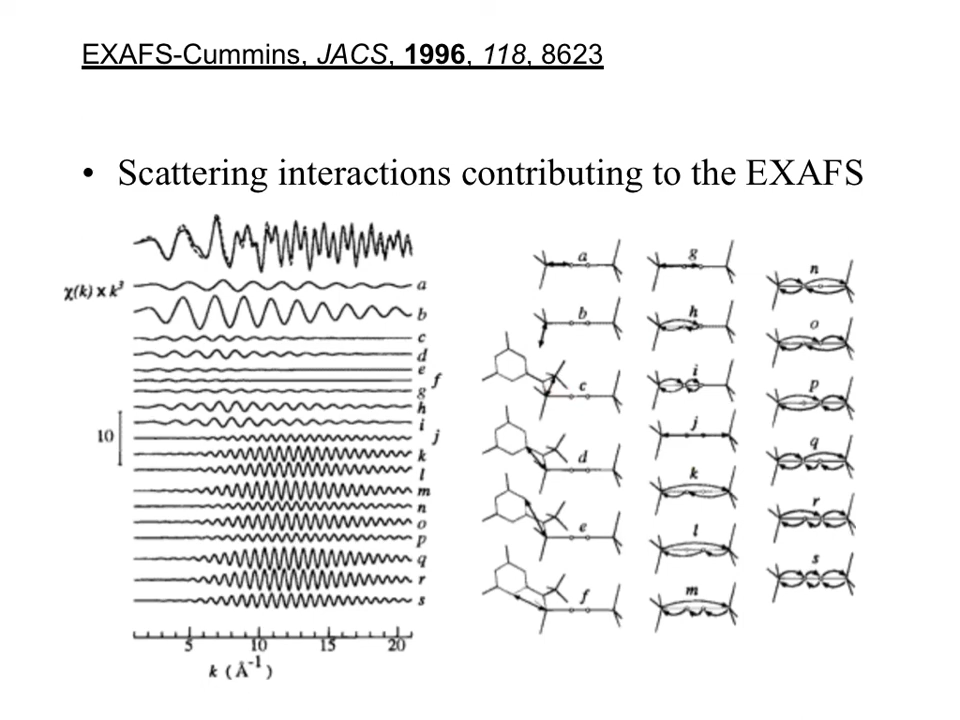 EXAFS-Cummins, JACS, 1996, 118, 8623
• Scattering interactions contributing to the EXAFS
χ(k) x k³
a
b
c
d
e
f
g
h
i
j
k
l
m
n
o
p
q
r
s
10
5 10 15 20
k (Å⁻¹)
a
b
c
d
e
f
g
h
i
j
k
l
m
n
o
p
q
r
s